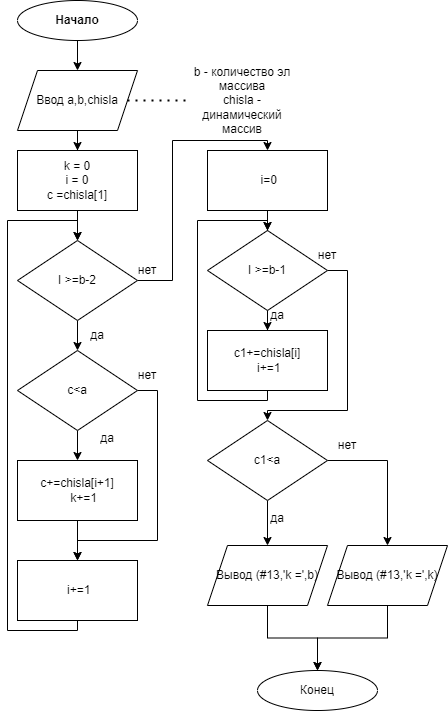 Начало
Ввод a,b,chisla
b - количество эл
массива
chisla -
динамический
массив
k = 0
i = 0
c =chisla[1]
I >=b-2
нет
да
c<a
нет
да
c+=chisla[i+1]
k+=1
i+=1
i=0
I >=b-1
нет
да
c1+=chisla[i]
i+=1
c1<a
нет
да
Вывод (#13,'k =',b)
Вывод (#13,'k =',k)
Конец